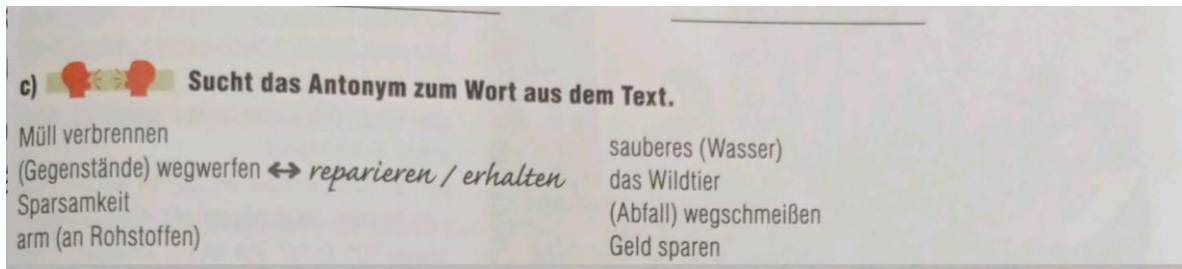 c) Sucht das Antonym zum Wort aus dem Text.
Müll verbrennen
(Gegenstände) wegwerfen ↔ reparieren / erhalten
Sparsamkeit
arm (an Rohstoffen)
sauberes (Wasser)
das Wildtier
(Abfall) wegschmeißen
Geld sparen